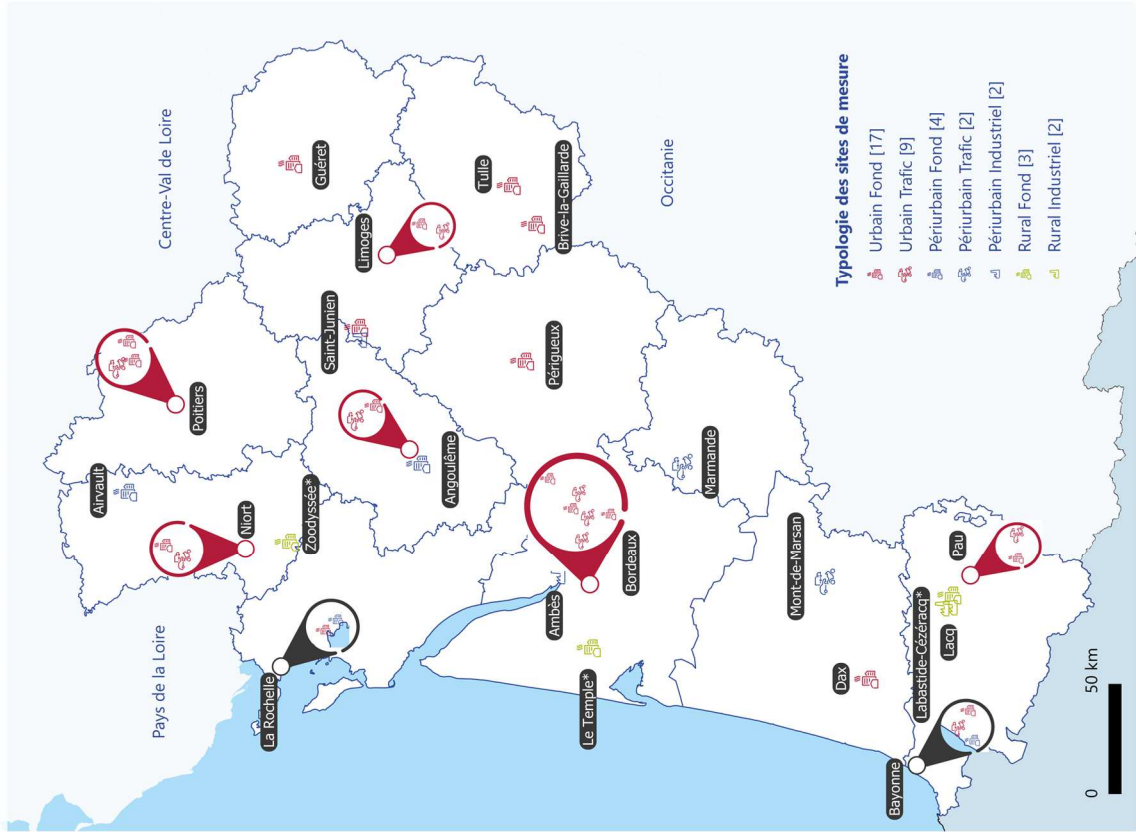 Pays de la Loire
Centre-Val de Loire
Occitanie
Airvault
Niort
Zoodyssée*
Poitiers
La Rochelle
Guéret
Saint-Junien
Limoges
Angoulême
Tulle
Brive-la-Gaillarde
Périgueux
Ambès
Bordeaux
Le Temple*
Marmande
Mont-de-Marsan
Dax
Labastide-Cézéracq*
Lacq
Pau
Bayonne
Typologie des sites de mesure
Urbain Fond [17]
Urbain Trafic [9]
Périurbain Fond [4]
Périurbain Trafic [2]
Périurbain Industriel [2]
Rural Fond [3]
Rural Industriel [2]
0 50 km